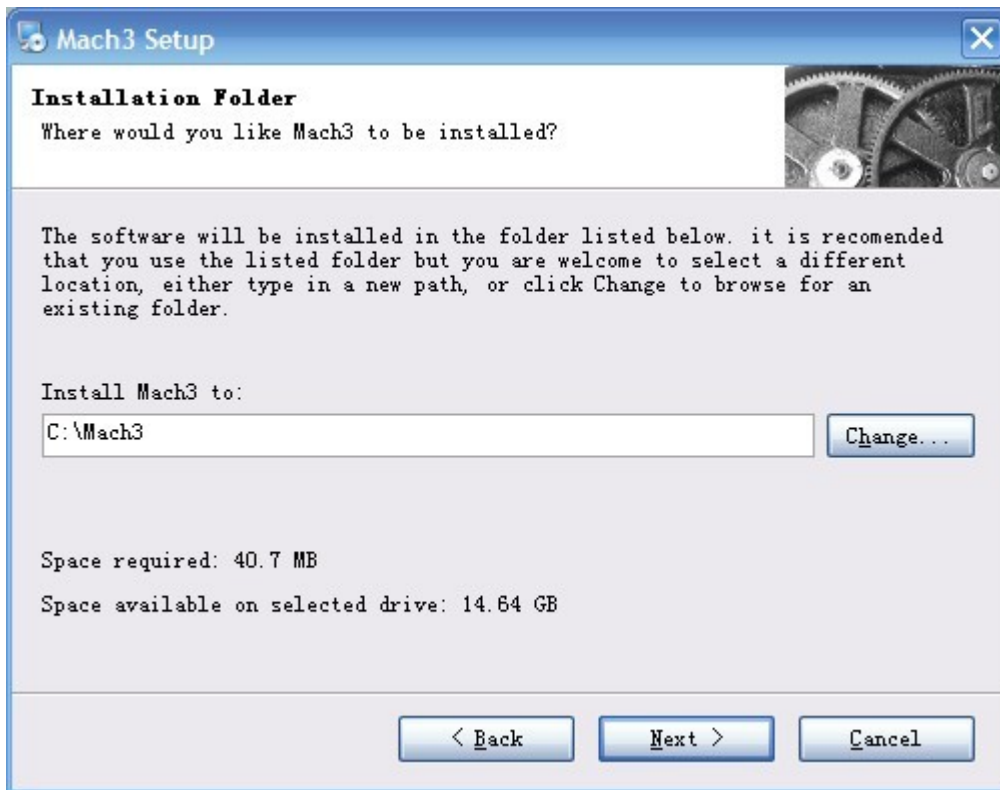 Mach3 Setup
Installation Folder
Where would you like Mach3 to be installed?
The software will be installed in the folder listed below. it is recomended
that you use the listed folder but you are welcome to select a different
location, either type in a new path, or click Change to browse for an
existing folder.
Install Mach3 to:
C:\Mach3
Change...
Space required: 40.7 MB
Space available on selected drive: 14.64 GB
< Back
Next >
Cancel